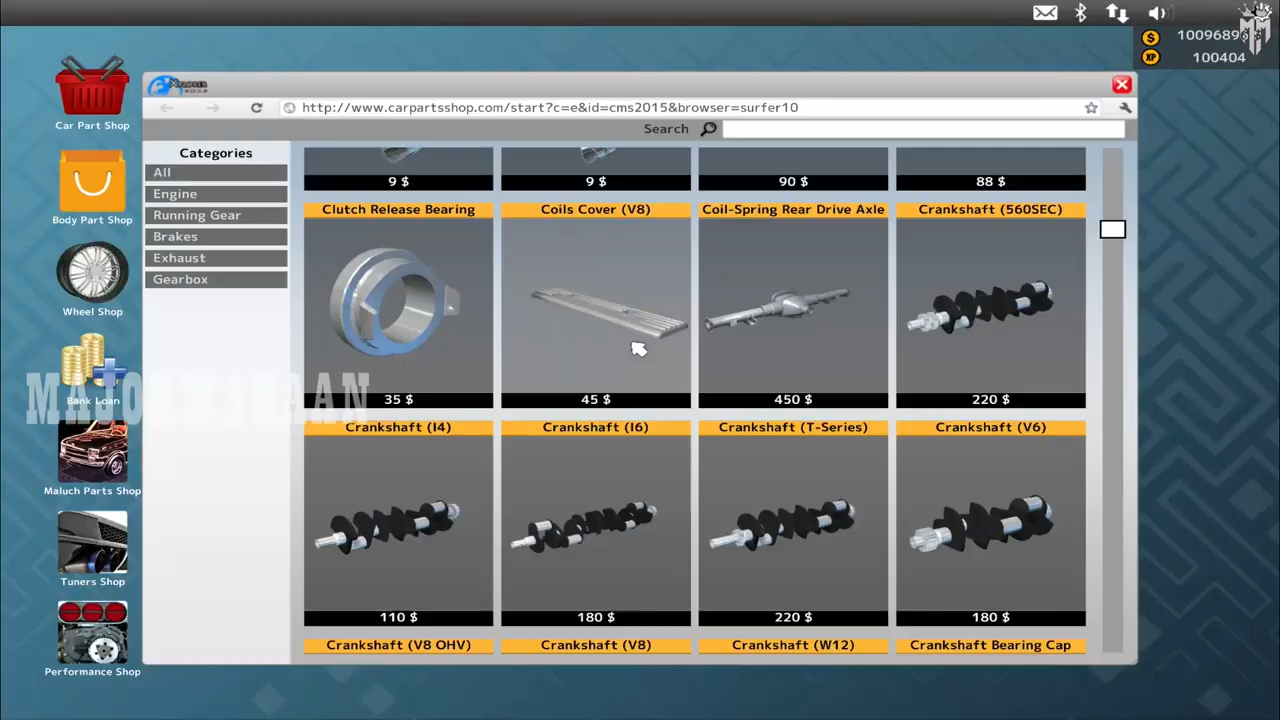 1009689
100404
http://www.carpartsshop.com/start?c=e&id=cms2015&browser=surfer10
Search
Categories
All
Engine
Running Gear
Brakes
Exhaust
Gearbox
Car Part Shop
Body Part Shop
Wheel Shop
Bank Loan
Maluch Parts Shop
Tuners Shop
Performance Shop
9 $ 9 $ 90 $ 88 $
Clutch Release Bearing Coils Cover (V8) Coil-Spring Rear Drive Axle Crankshaft (560SEC)
35 $ 45 $ 450 $ 220 $
Crankshaft (I4) Crankshaft (I6) Crankshaft (T-Series) Crankshaft (V6)
110 $ 180 $ 220 $ 180 $
Crankshaft (V8 OHV) Crankshaft (V8) Crankshaft (W12) Crankshaft Bearing Cap